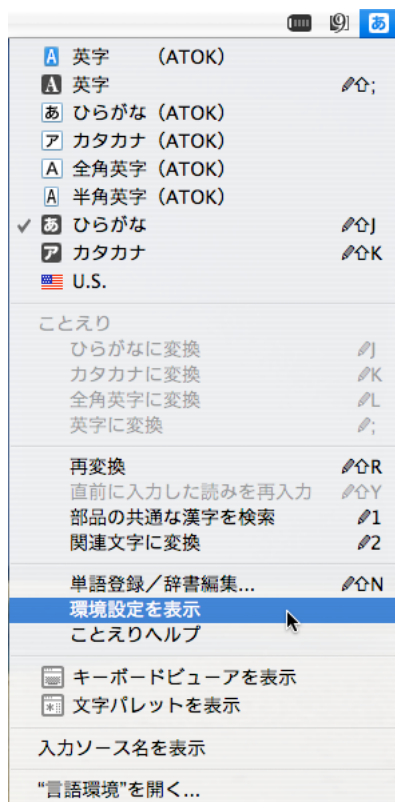 あ
A 英字 （ATOK）
A 英字 ⇧;
あ ひらがな（ATOK）
ア カタカナ（ATOK）
A 全角英字（ATOK）
A 半角英字（ATOK）
✓ あ ひらがな ⇧J
ア カタカナ ⇧K
U.S.
ことえり
ひらがなに変換 J
カタカナに変換 K
全角英字に変換 L
英字に変換 ;
再変換 ⇧R
直前に入力した読みを再入力 ⇧Y
部品の共通な漢字を検索 1
関連文字に変換 2
単語登録／辞書編集... ⇧N
環境設定を表示
ことえりヘルプ
キーボードビューアを表示
文字パレットを表示
入力ソース名を表示
“言語環境”を開く...